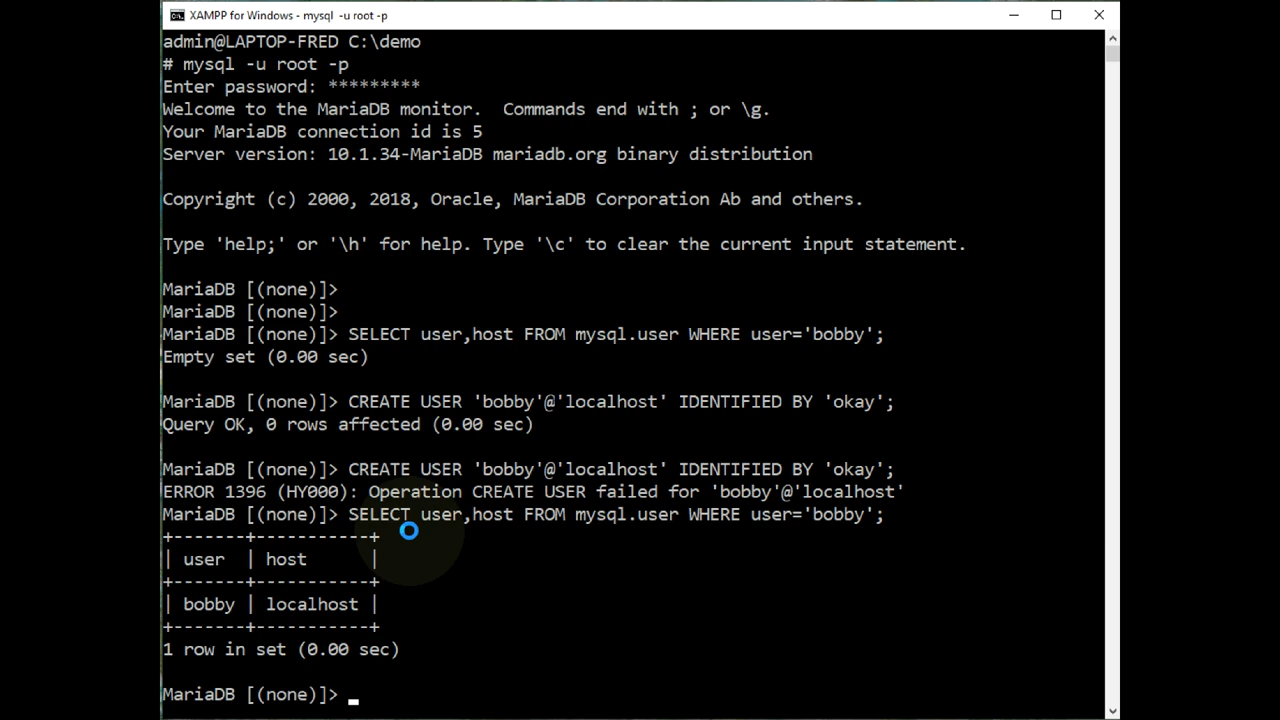 XAMPP for Windows - mysql -u root -p
admin@LAPTOP-FRED C:\demo
# mysql -u root -p
Enter password: *********
Welcome to the MariaDB monitor.  Commands end with ; or \g.
Your MariaDB connection id is 5
Server version: 10.1.34-MariaDB mariadb.org binary distribution
Copyright (c) 2000, 2018, Oracle, MariaDB Corporation Ab and others.
Type 'help;' or '\h' for help. Type '\c' to clear the current input statement.
MariaDB [(none)]>
MariaDB [(none)]>
MariaDB [(none)]> SELECT user,host FROM mysql.user WHERE user='bobby';
Empty set (0.00 sec)
MariaDB [(none)]> CREATE USER 'bobby'@'localhost' IDENTIFIED BY 'okay';
Query OK, 0 rows affected (0.00 sec)
MariaDB [(none)]> CREATE USER 'bobby'@'localhost' IDENTIFIED BY 'okay';
ERROR 1396 (HY000): Operation CREATE USER failed for 'bobby'@'localhost'
MariaDB [(none)]> SELECT user,host FROM mysql.user WHERE user='bobby';
+-------+-----------+
| user  | host      |
+-------+-----------+
| bobby | localhost |
+-------+-----------+
1 row in set (0.00 sec)
MariaDB [(none)]> _